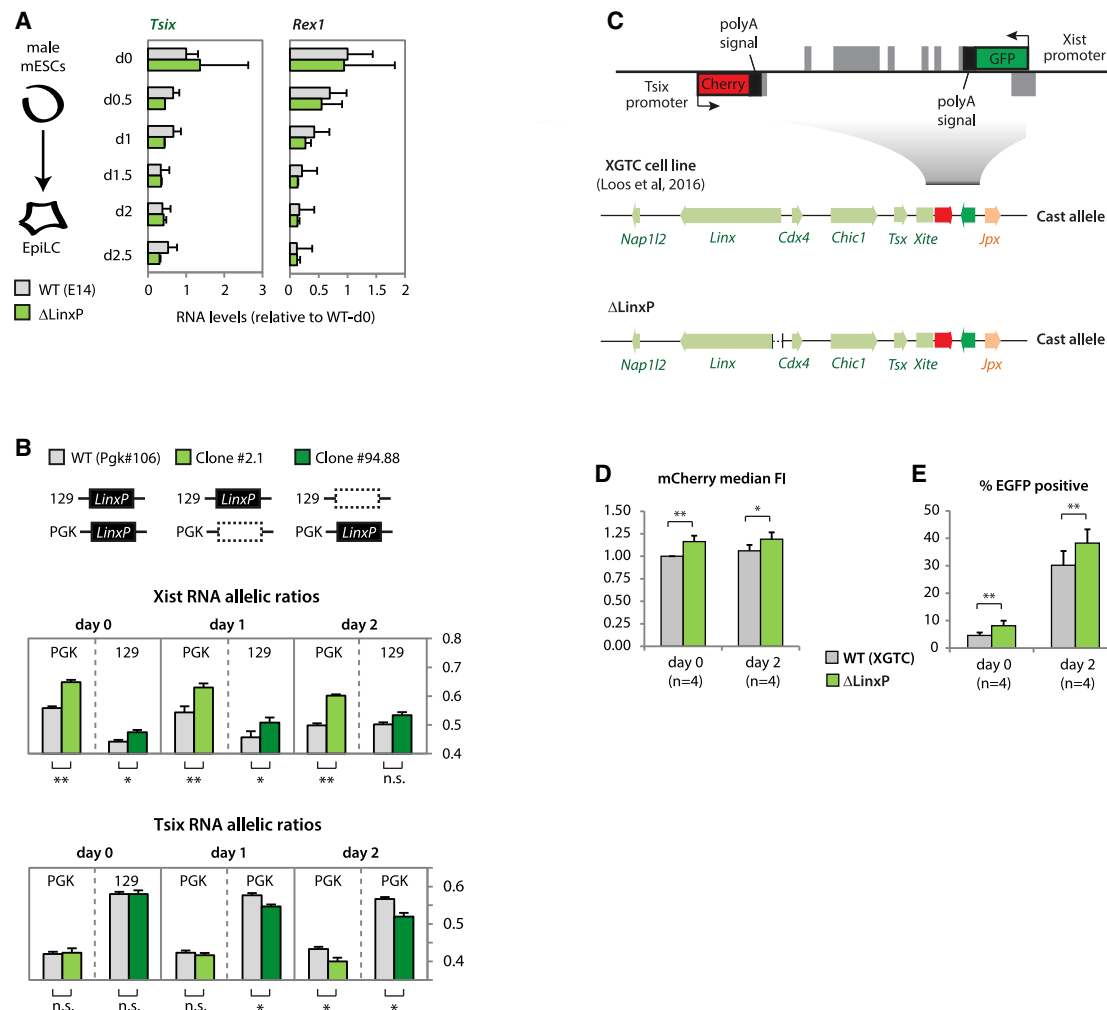 A
Tsix
Rex1
male
mESCs
EpiLC
d0
d0.5
d1
d1.5
d2
d2.5
0 1 2 3
0 0.5 1 1.5 2
WT (E14)
ΔLinxP
RNA levels (relative to WT-d0)
B
WT (Pgk#106) Clone #2.1 Clone #94.88
129 LinxP 129 LinxP 129
PGK LinxP PGK PGK LinxP
Xist RNA allelic ratios
day 0 day 1 day 2
PGK 129 PGK 129 PGK 129
0.8
0.7
0.6
0.5
0.4
** * ** * ** n.s.
Tsix RNA allelic ratios
day 0 day 1 day 2
PGK 129 PGK PGK PGK PGK
0.6
0.5
0.4
n.s. n.s. n.s. * * *
C
polyA
signal
Xist
promoter
GFP
Cherry
Tsix
promoter
polyA
signal
XGTC cell line
(Loos et al, 2016)
Cast allele
Nap1l2 Linx Cdx4 Chic1 Tsx Xite Jpx
ΔLinxP
Cast allele
Nap1l2 Linx Cdx4 Chic1 Tsx Xite Jpx
D
mCherry median FI
1.50
1.25
1.00
0.75
0.50
0.25
0.00
** *
day 0 day 2
(n=4) (n=4)
WT (XGTC)
ΔLinxP
E
% EGFP positive
50
40
30
20
10
0
** **
day 0 day 2
(n=4) (n=4)